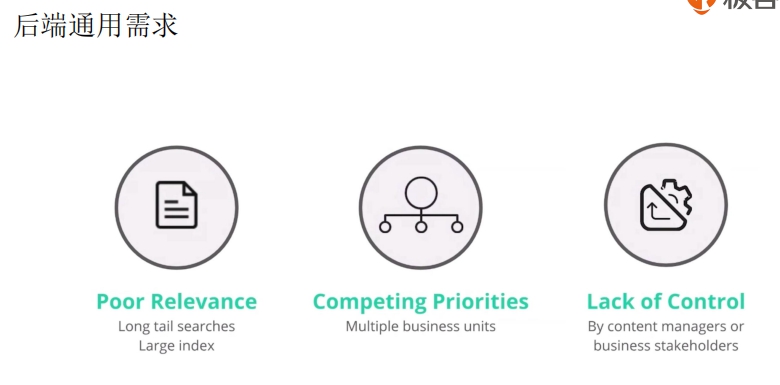 后端通用需求
Poor Relevance
Long tail searches
Large index
Competing Priorities
Multiple business units
Lack of Control
By content managers or
business stakeholders